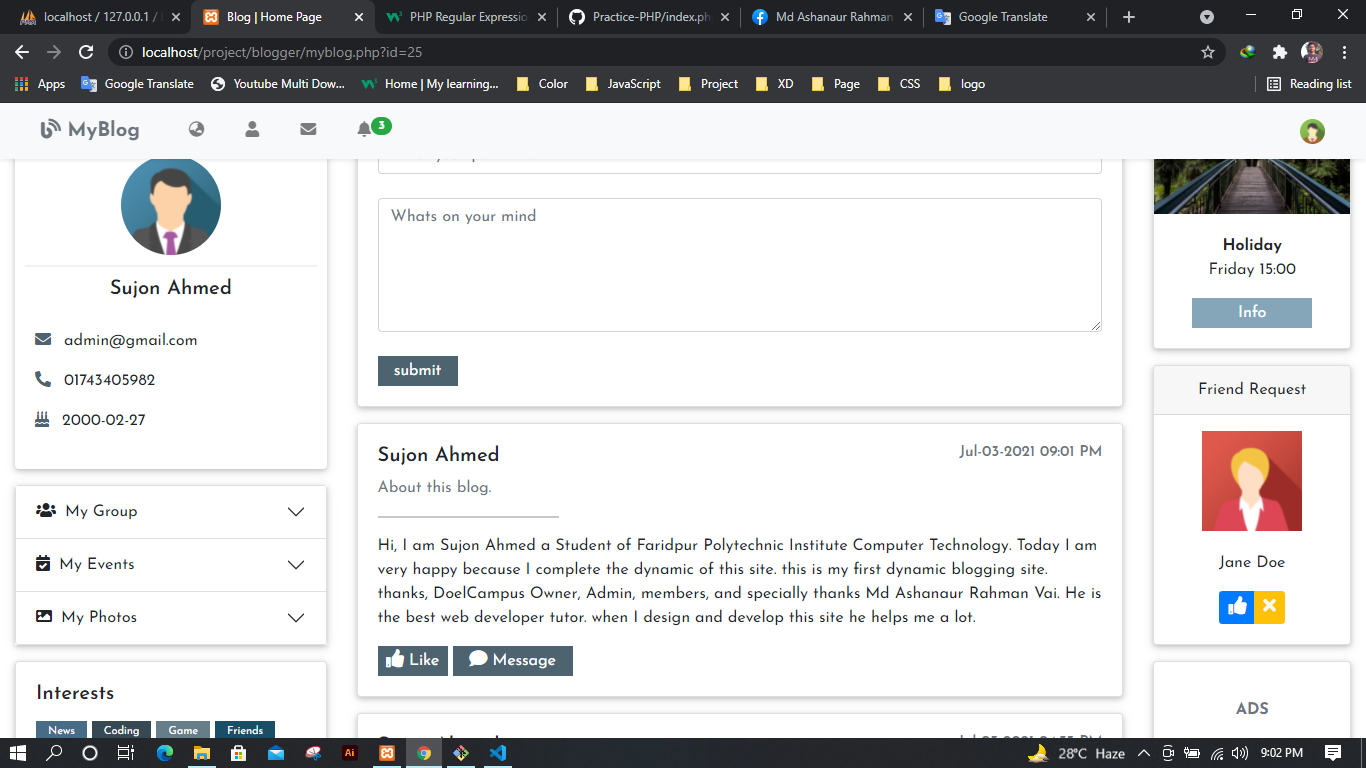 localhost / 127.0.0.1 /
Blog | Home Page
PHP Regular Expressio
Practice-PHP/index.ph
Md Ashanaur Rahman
Google Translate
localhost/project/blogger/myblog.php?id=25
Apps
Google Translate
Youtube Multi Dow...
Home | My learning...
Color
JavaScript
Project
XD
Page
CSS
logo
Reading list
MyBlog
3
Sujon Ahmed
admin@gmail.com
01743405982
2000-02-27
My Group
My Events
My Photos
Interests
News
Coding
Game
Friends
Whats on your mind
submit
Sujon Ahmed
Jul-03-2021 09:01 PM
About this blog.
Hi, I am Sujon Ahmed a Student of Faridpur Polytechnic Institute Computer Technology. Today I am
very happy because I complete the dynamic of this site. this is my first dynamic blogging site.
thanks, DoelCampus Owner, Admin, members, and specially thanks Md Ashanaur Rahman Vai. He is
the best web developer tutor. when I design and develop this site he helps me a lot.
Like
Message
Holiday
Friday 15:00
Info
Friend Request
Jane Doe
ADS
Ai
28°C Haze
9:02 PM